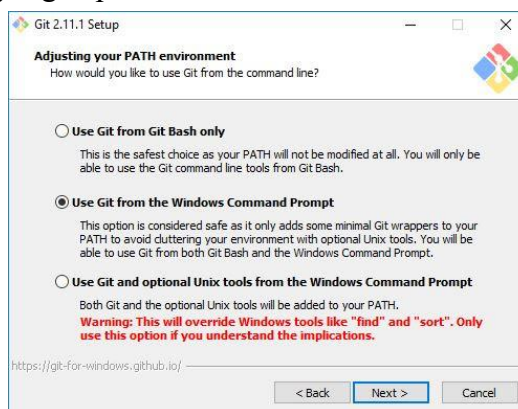 Git 2.11.1 Setup
Adjusting your PATH environment
How would you like to use Git from the command line?
Use Git from Git Bash only
This is the safest choice as your PATH will not be modified at all. You will only be
able to use the Git command line tools from Git Bash.
Use Git from the Windows Command Prompt
This option is considered safe as it only adds some minimal Git wrappers to your
PATH to avoid cluttering your environment with optional Unix tools. You will be
able to use Git from both Git Bash and the Windows Command Prompt.
Use Git and optional Unix tools from the Windows Command Prompt
Both Git and the optional Unix tools will be added to your PATH.
Warning: This will override Windows tools like "find" and "sort". Only
use this option if you understand the implications.
https://git-for-windows.github.io/
< Back Next > Cancel